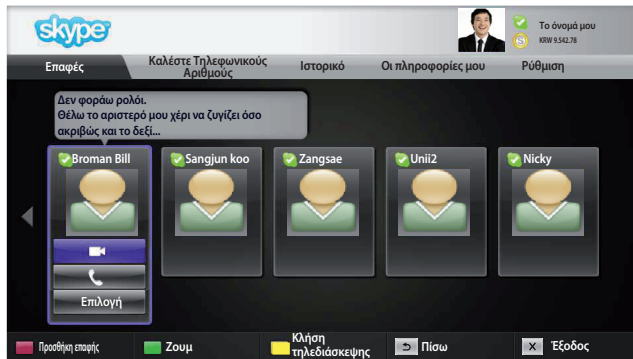 skype
Το όνομά μου
KRW 9.542.78
Επαφές
Καλέστε Τηλεφωνικούς
Αριθμούς
Ιστορικό
Οι πληροφορίες μου
Ρύθμιση
Δεν φοράω ρολόι.
Θέλω το αριστερό μου χέρι να ζυγίζει όσο
ακριβώς και το δεξί...
Broman Bill
Sangjun koo
Zangsae
Unii2
Nicky
Επιλογή
Προσθήκη επαφής
Ζουμ
Κλήση
τηλεδιάσκεψης
Πίσω
X Έξοδος